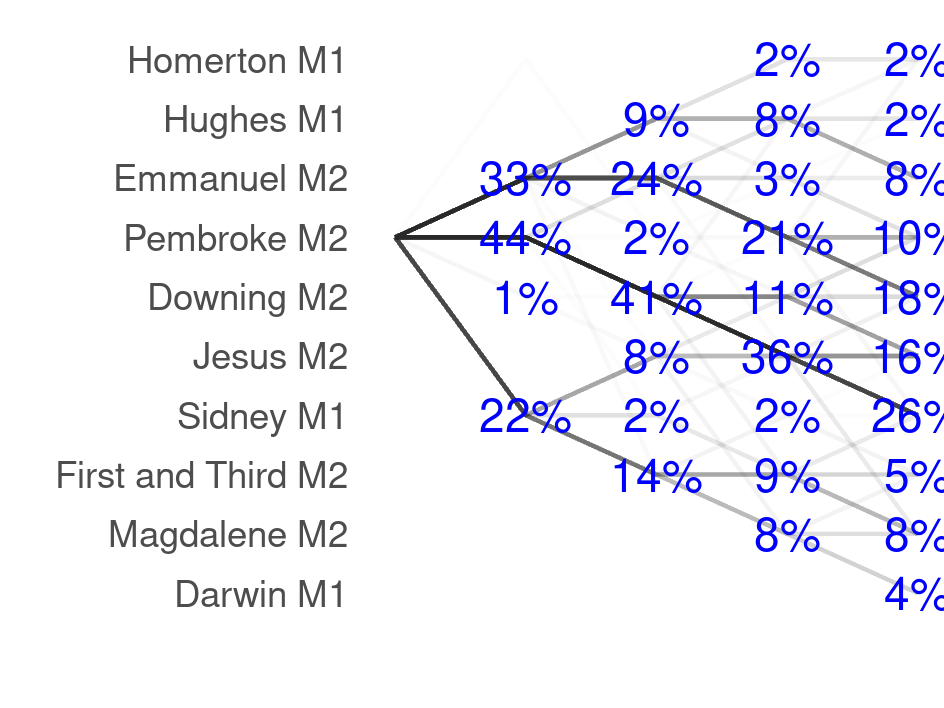 Homerton M1 2% 2%
Hughes M1 9% 8% 2%
Emmanuel M2 33% 24% 3% 8%
Pembroke M2 44% 2% 21% 10%
Downing M2 1% 41% 11% 18%
Jesus M2 8% 36% 16%
Sidney M1 22% 2% 2% 26%
First and Third M2 14% 9% 5%
Magdalene M2 8% 8%
Darwin M1 4%